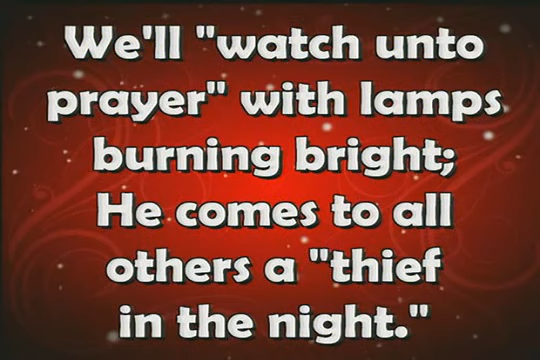 We'll "watch unto
prayer" with lamps
burning bright;
He comes to all
others a "thief
in the night."